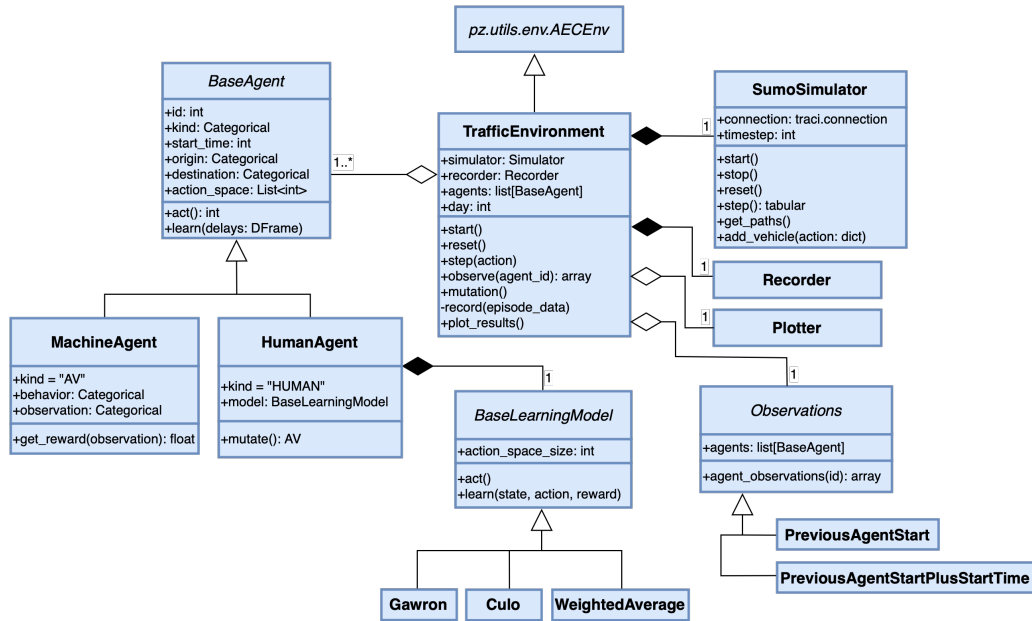 pz.utils.env.AECEnv
BaseAgent
+id: int
+kind: Categorical
+start_time: int
+origin: Categorical
+destination: Categorical
+action_space: List<int>
+act(): int
+learn(delays: DFrame)
1..*
TrafficEnvironment
+simulator: Simulator
+recorder: Recorder
+agents: list[BaseAgent]
+day: int
+start()
+reset()
+step(action)
+observe(agent_id): array
+mutation()
-record(episode_data)
+plot_results()
1
SumoSimulator
+connection: traci.connection
+timestep: int
+start()
+stop()
+reset()
+step(): tabular
+get_paths()
+add_vehicle(action: dict)
1
Recorder
1
Plotter
MachineAgent
+kind = "AV"
+behavior: Categorical
+observation: Categorical
+get_reward(observation): float
HumanAgent
+kind = "HUMAN"
+model: BaseLearningModel
+mutate(): AV
1
BaseLearningModel
+action_space_size: int
+act()
+learn(state, action, reward)
1
Observations
+agents: list[BaseAgent]
+agent_observations(id): array
PreviousAgentStart
PreviousAgentStartPlusStartTime
Gawron
Culo
WeightedAverage